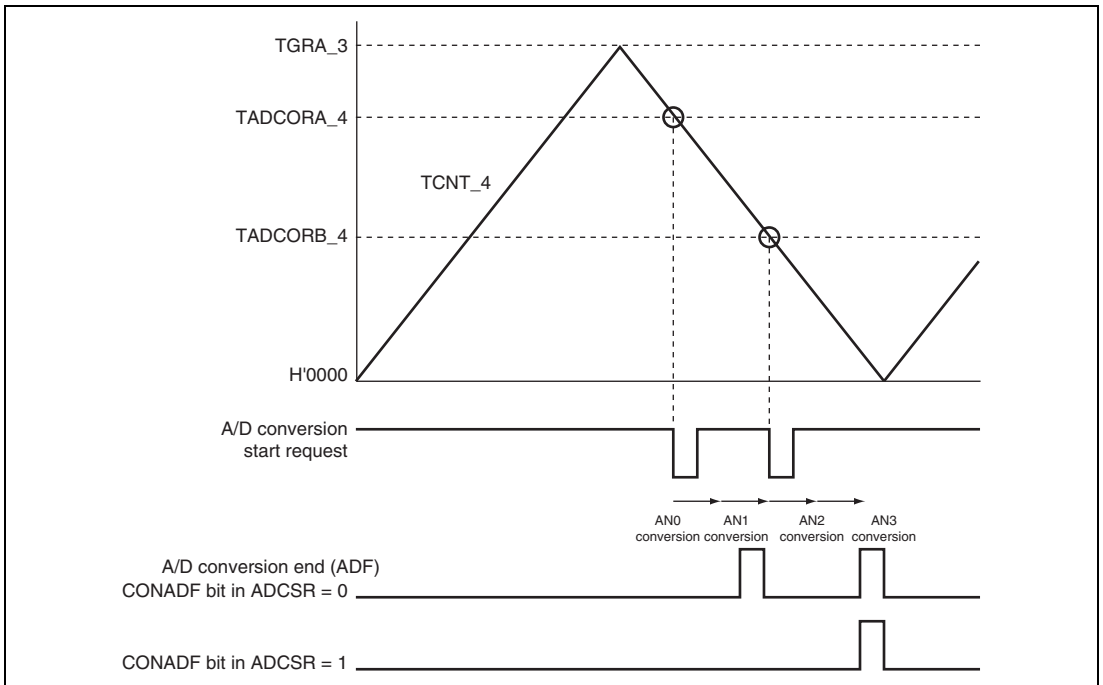 TGRA_3
TADCORA_4
TCNT_4
TADCORB_4
H'0000
A/D conversion
start request
AN0 AN1 AN2 AN3
conversion conversion conversion conversion
A/D conversion end (ADF)
CONADF bit in ADCSR = 0
CONADF bit in ADCSR = 1